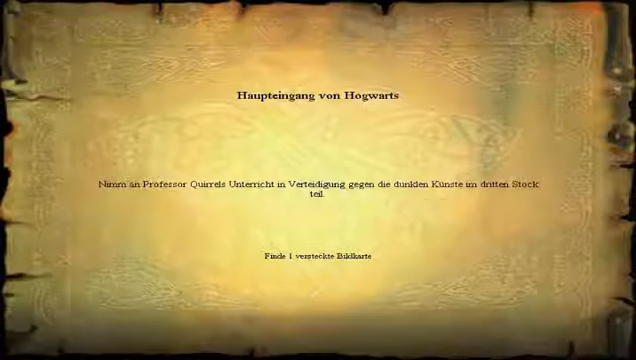 Haupteingang von Hogwarts
Nimm an Professor Quirrels Unterricht in Verteidigung gegen die dunklen Künste im dritten Stock
teil.
Finde 1 versteckte Bildkarte